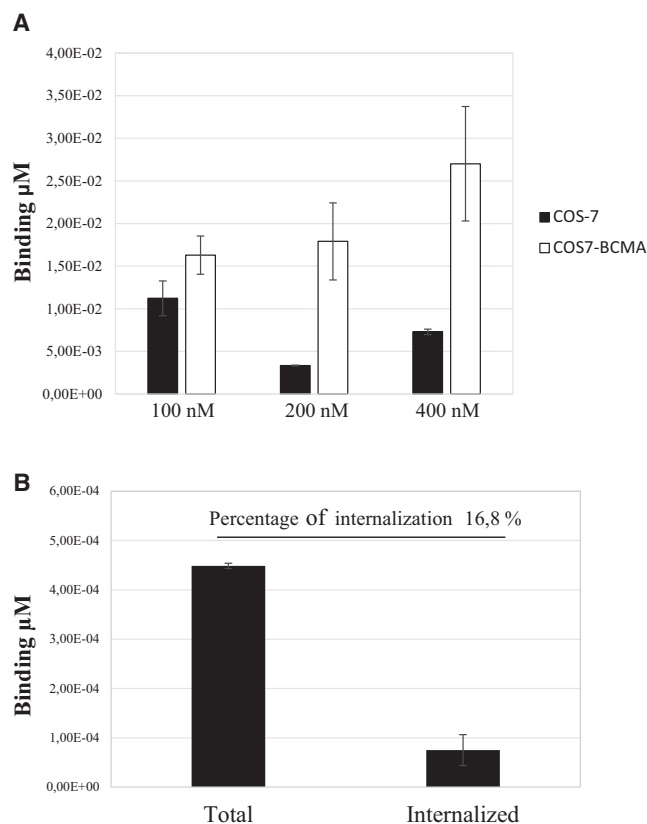 A
4,00E-02
3,50E-02
3,00E-02
2,50E-02
2,00E-02
1,50E-02
1,00E-02
5,00E-03
0,00E+00
Binding µM
100 nM 200 nM 400 nM
COS-7
COS7-BCMA
B
6,00E-04
5,00E-04
4,00E-04
3,00E-04
2,00E-04
1,00E-04
0,00E+00
Binding µM
Percentage of internalization 16,8 %
Total Internalized